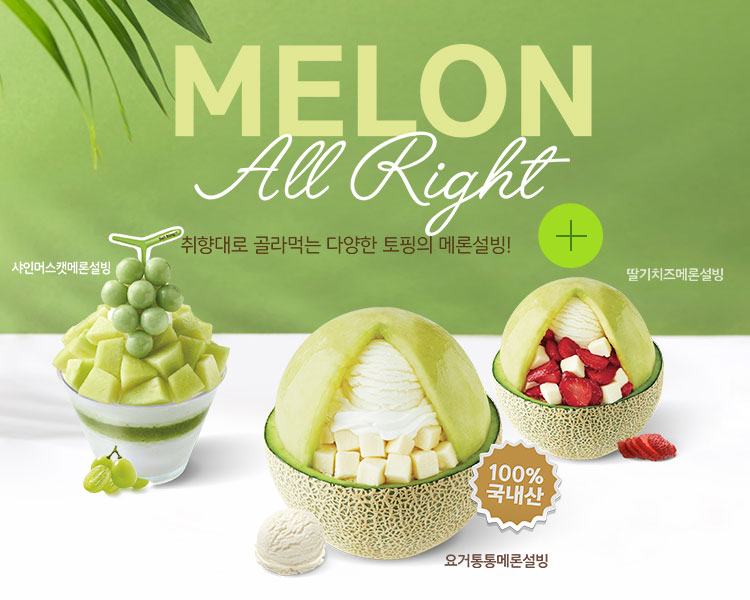 MELON
All Right
취향대로 골라먹는 다양한 토핑의 메론설빙!
샤인머스캣메론설빙
딸기치즈메론설빙
100%
국내산
요거통통메론설빙